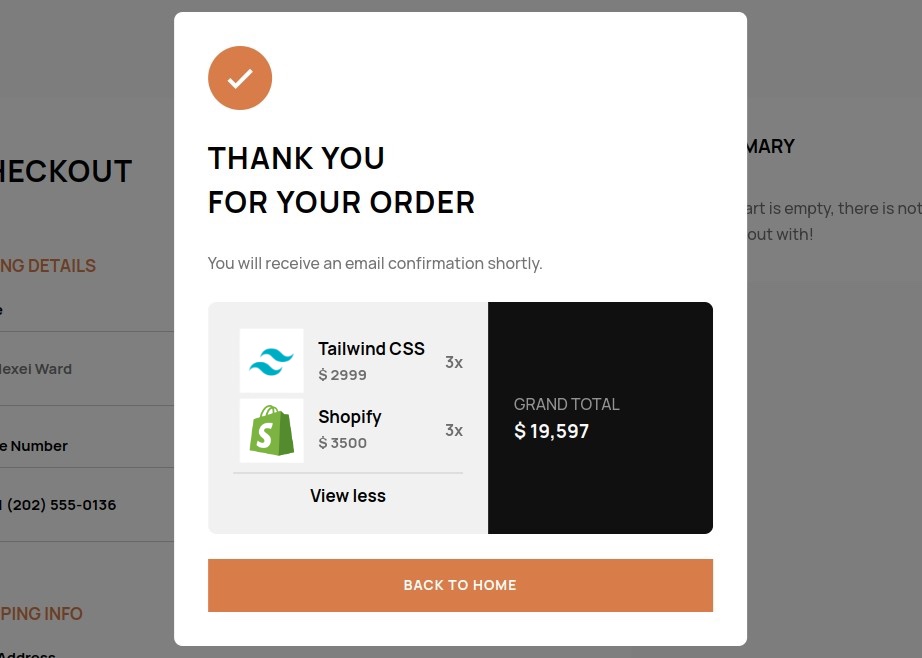 THANK YOU
FOR YOUR ORDER
You will receive an email confirmation shortly.
Tailwind CSS
$ 2999
3x
Shopify
$ 3500
3x
View less
GRAND TOTAL
$ 19,597
BACK TO HOME
HECKOUT
NG DETAILS
e
lexel Ward
e Number
(202) 555-0136
PING INFO
Address
MARY
art is empty, there is not
out with!